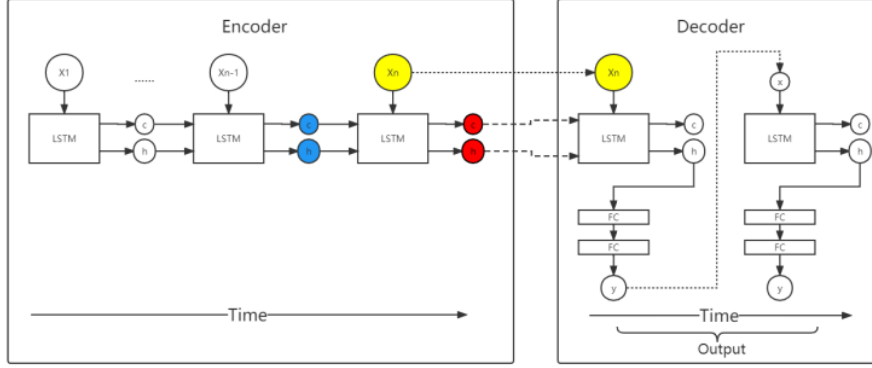 Encoder
Decoder
X1
......
Xn-1
Xn
Xn
x
LSTM
c
h
LSTM
c
h
LSTM
c
h
LSTM
c
h
LSTM
c
h
FC
FC
FC
FC
y
y
Time
Time
Output